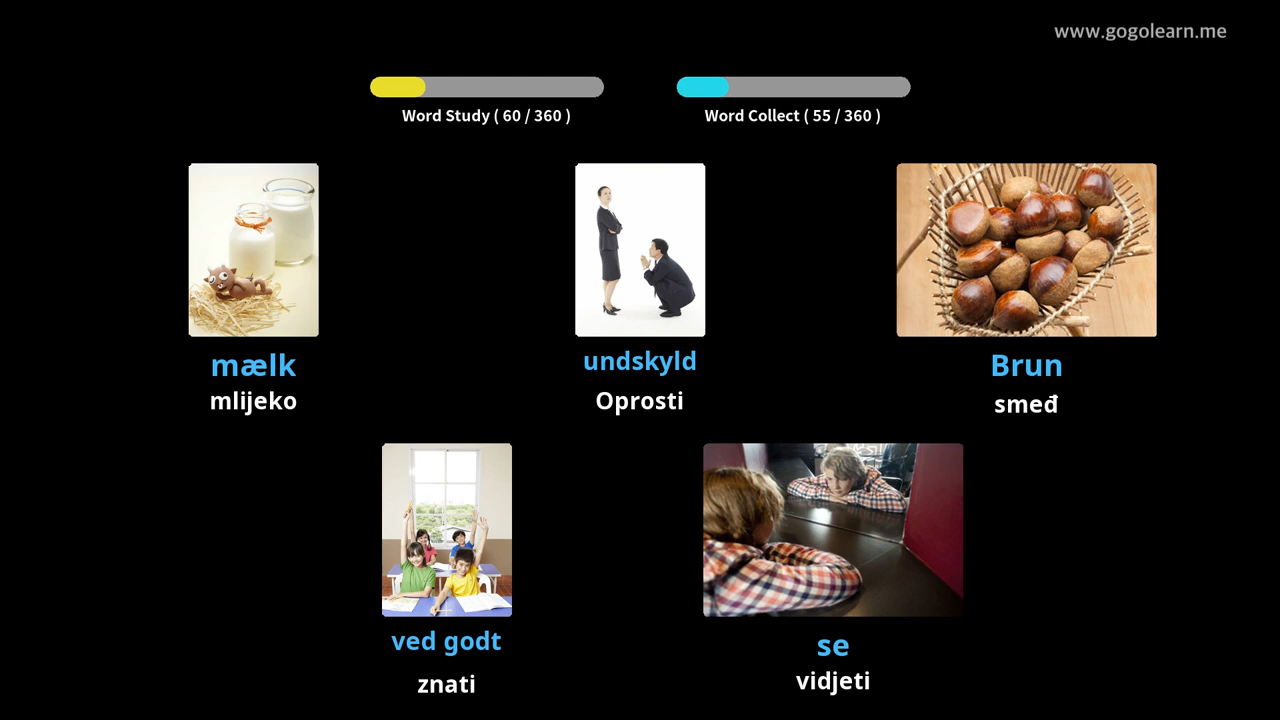 www.gogolearn.me
Word Study ( 60 / 360 )
Word Collect ( 55 / 360 )
mælk
mlijeko
undskyld
Oprosti
Brun
smeđ
ved godt
znati
se
vidjeti